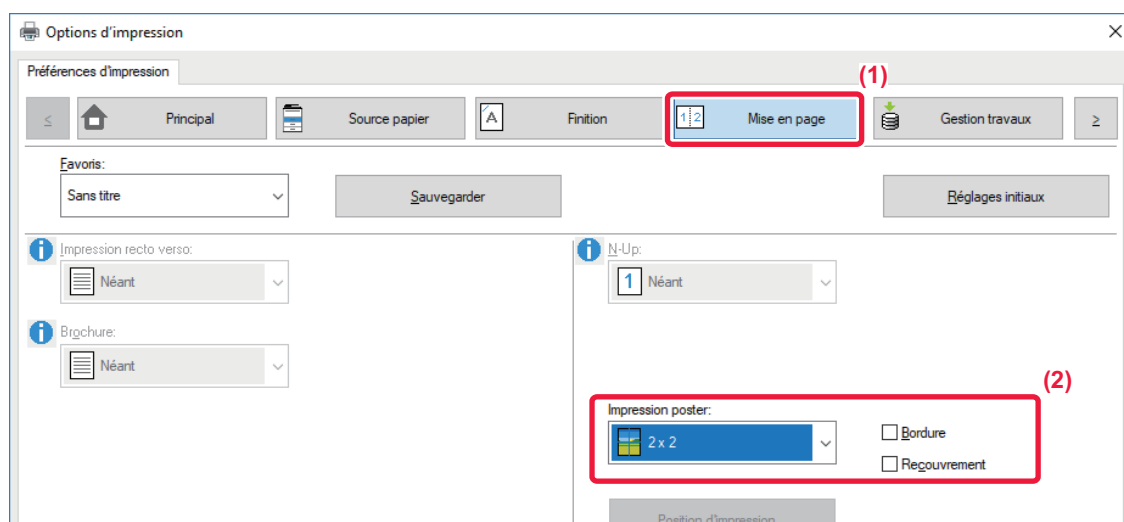 Options d'impression
Préférences d'impression
(1)
< Principal Source papier A Finition 1 2 Mise en page Gestion travaux >
Favoris:
Sans titre Sauvegarder Réglages initiaux
Impression recto verso: N-Up:
Néant 1 Néant
Brochure:
Néant
(2)
Impression poster:
2 x 2 Bordure
Recouvrement
Position d'impression